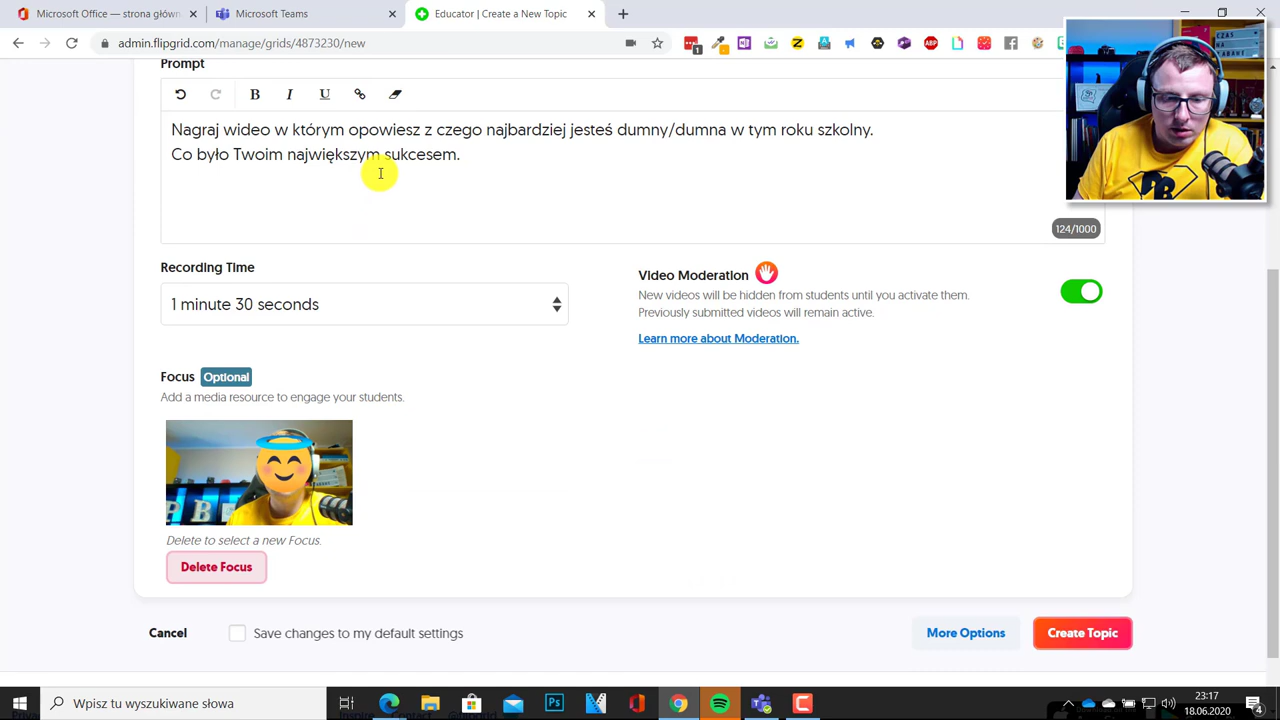 Microsoft Office — strona główn
Microsoft Teams
Educator | Create a New Topic
admin.flipgrid.com/manage/grids/4873230/new
Prompt
B I U
Nagraj wideo w którym opowiesz z czego najbardziej jesteś dumny/dumna w tym roku szkolny.
Co było Twoim największym sukcesem.
124/1000
Recording Time
1 minute 30 seconds
Video Moderation
New videos will be hidden from students until you activate them.
Previously submitted videos will remain active.
Learn more about Moderation.
Focus Optional
Add a media resource to engage your students.
Delete to select a new Focus.
Delete Focus
Cancel
Save changes to my default settings
More Options
Create Topic
Wpisz tu wyszukiwane słowa
23:17
18.06.2020
4